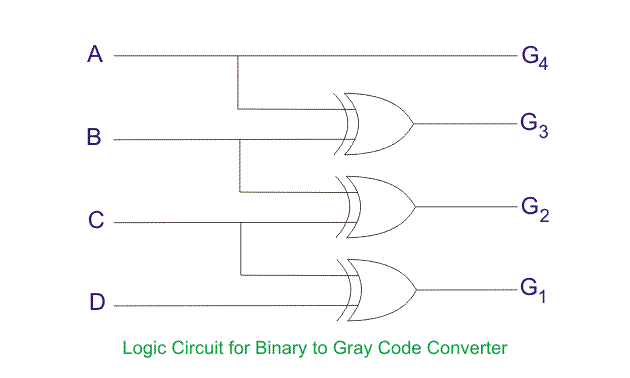 A G4
G3
B
G2
C
G1
D
Logic Circuit for Binary to Gray Code Converter